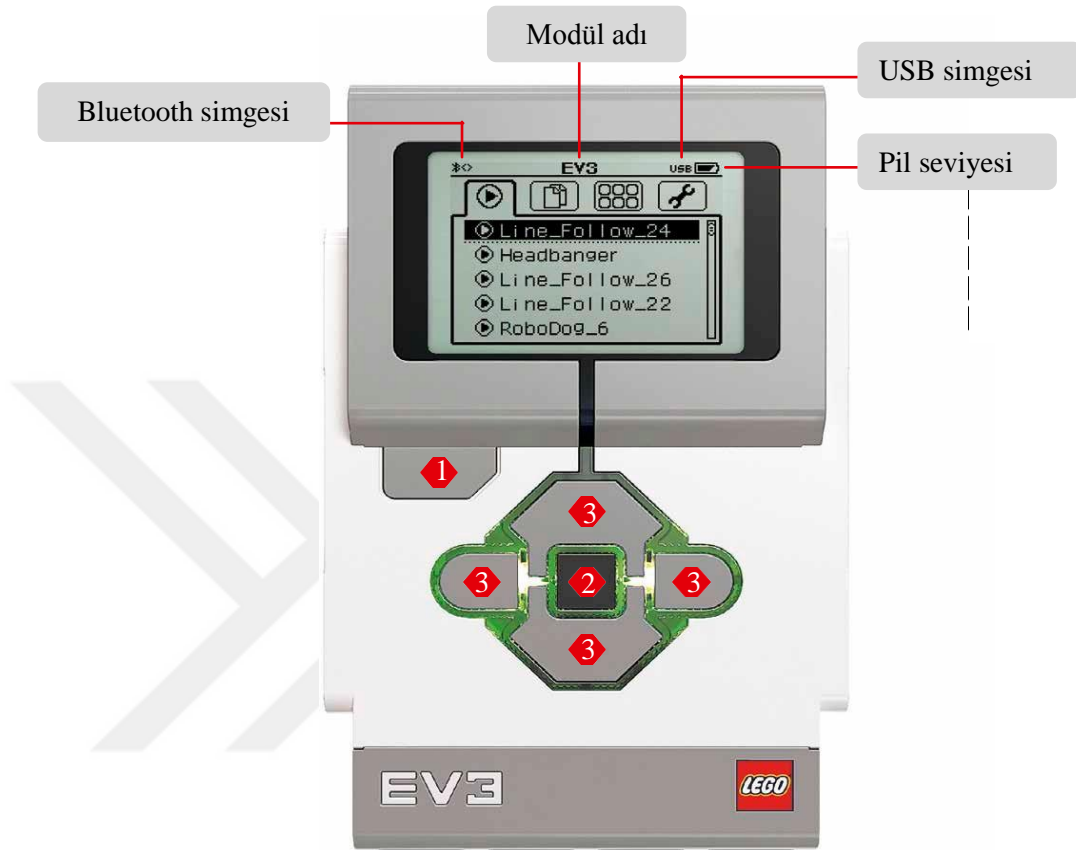 Modül adı
USB simgesi
Bluetooth simgesi
Pil seviyesi
EV3
USB
Line_Follow_24
Headbanger
Line_Follow_26
Line_Follow_22
RoboDog_6
1
3
3
2
3
3
EV3
LEGO